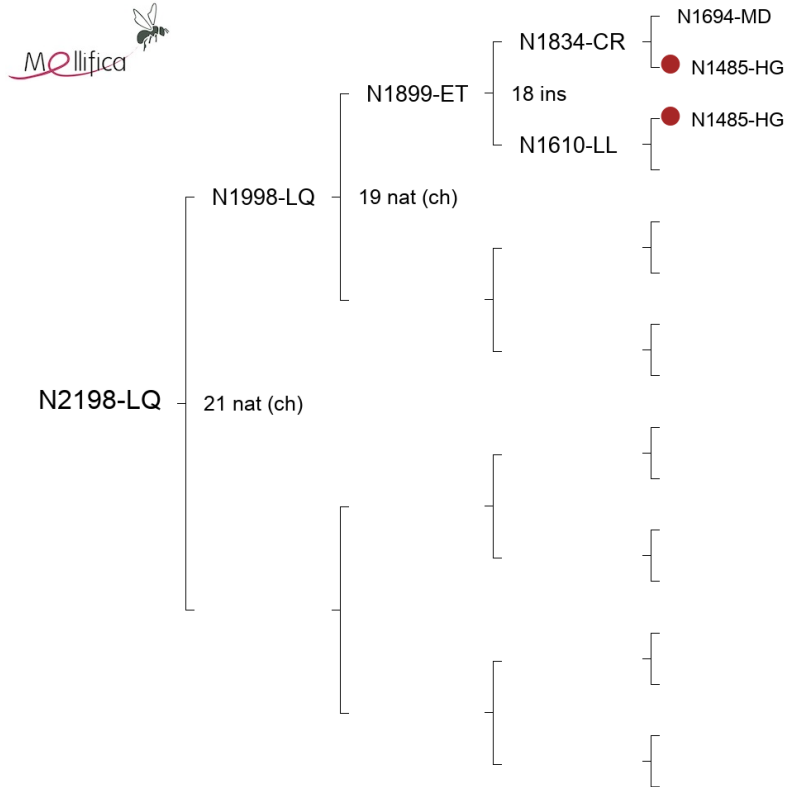 Mellifica
N1694-MD
N1834-CR
N1485-HG
N1899-ET
18 ins
N1485-HG
N1610-LL
N1998-LQ
19 nat (ch)
N2198-LQ
21 nat (ch)